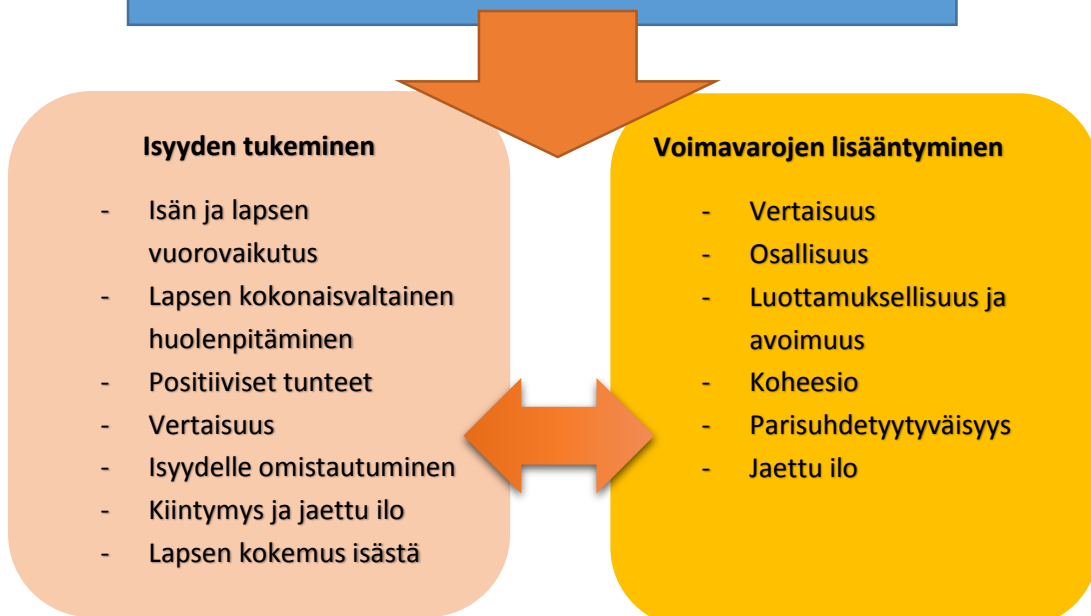 Isyyden tukeminen
- Isän ja lapsen
vuorovaikutus
- Lapsen kokonaisvaltainen
huolenpitäminen
- Positiiviset tunteet
- Vertaisuus
- Isyydelle omistautuminen
- Kiintymys ja jaettu ilo
- Lapsen kokemus isästä
Voimavarojen lisääntyminen
- Vertaisuus
- Osallisuus
- Luottamuksellisuus ja
avoimuus
- Koheesio
- Parisuhdetyytyväisyys
- Jaettu ilo